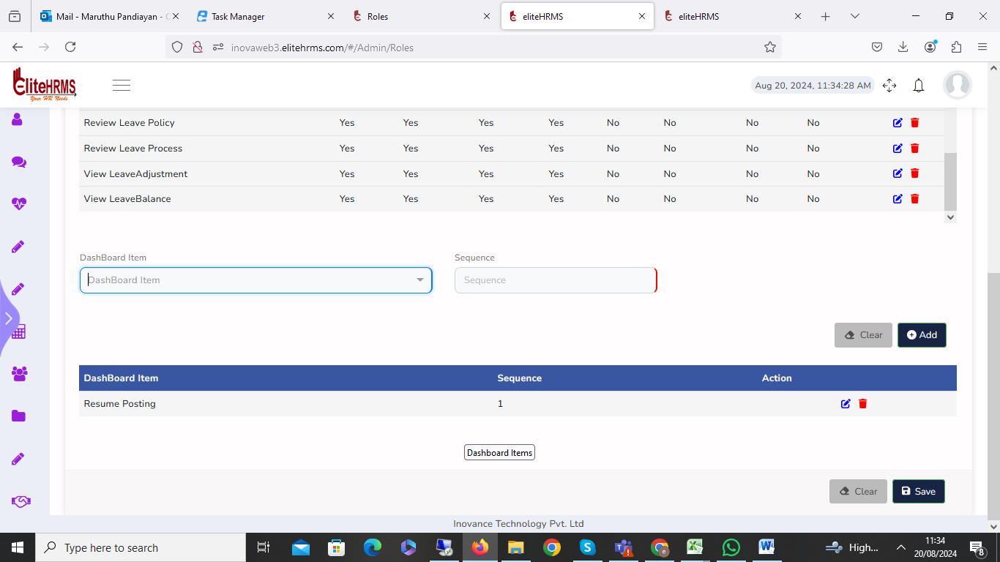 Mail - Maruthu Pandiayan - O
Task Manager
Roles
eliteHRMS
eliteHRMS
inovaweb3.elitehrms.com/#/Admin/Roles
EliteHRMS
Your HR Needs
Aug 20, 2024, 11:34:28 AM
Review Leave Policy Yes Yes Yes Yes No No No No
Review Leave Process Yes Yes Yes Yes No No No No
View LeaveAdjustment Yes Yes Yes Yes No No No No
View LeaveBalance Yes Yes Yes Yes No No No No
DashBoard Item Sequence
DashBoard Item Sequence
Clear Add
DashBoard Item Sequence Action
Resume Posting 1
Dashboard Items
Clear Save
Inovance Technology Pvt. Ltd
Type here to search
High...
11:34
20/08/2024
8